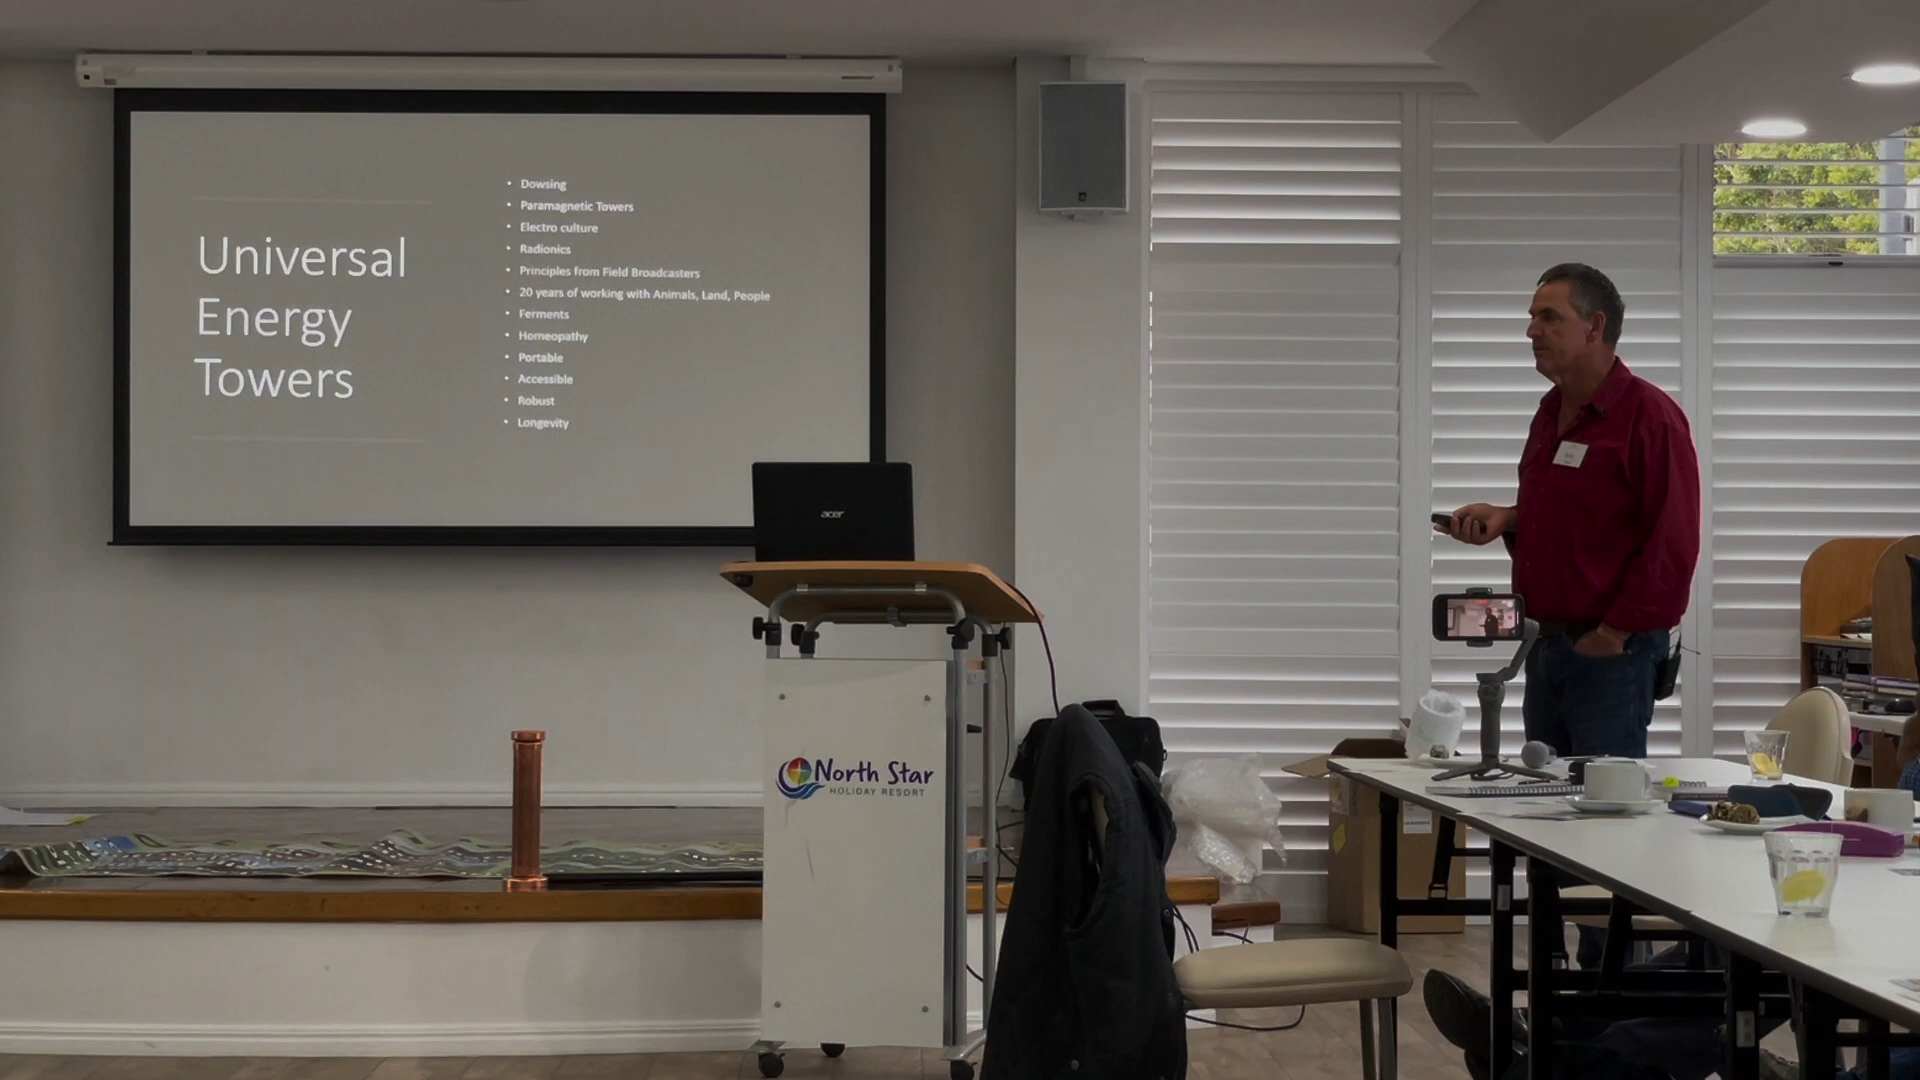 Universal
Energy
Towers
• Dowsing
• Paramagnetic Towers
• Electro culture
• Radionics
• Principles from Field Broadcasters
• 20 years of working with Animals, Land, People
• Ferments
• Homeopathy
• Portable
• Accessible
• Robust
• Longevity
acer
North Star
HOLIDAY RESORT